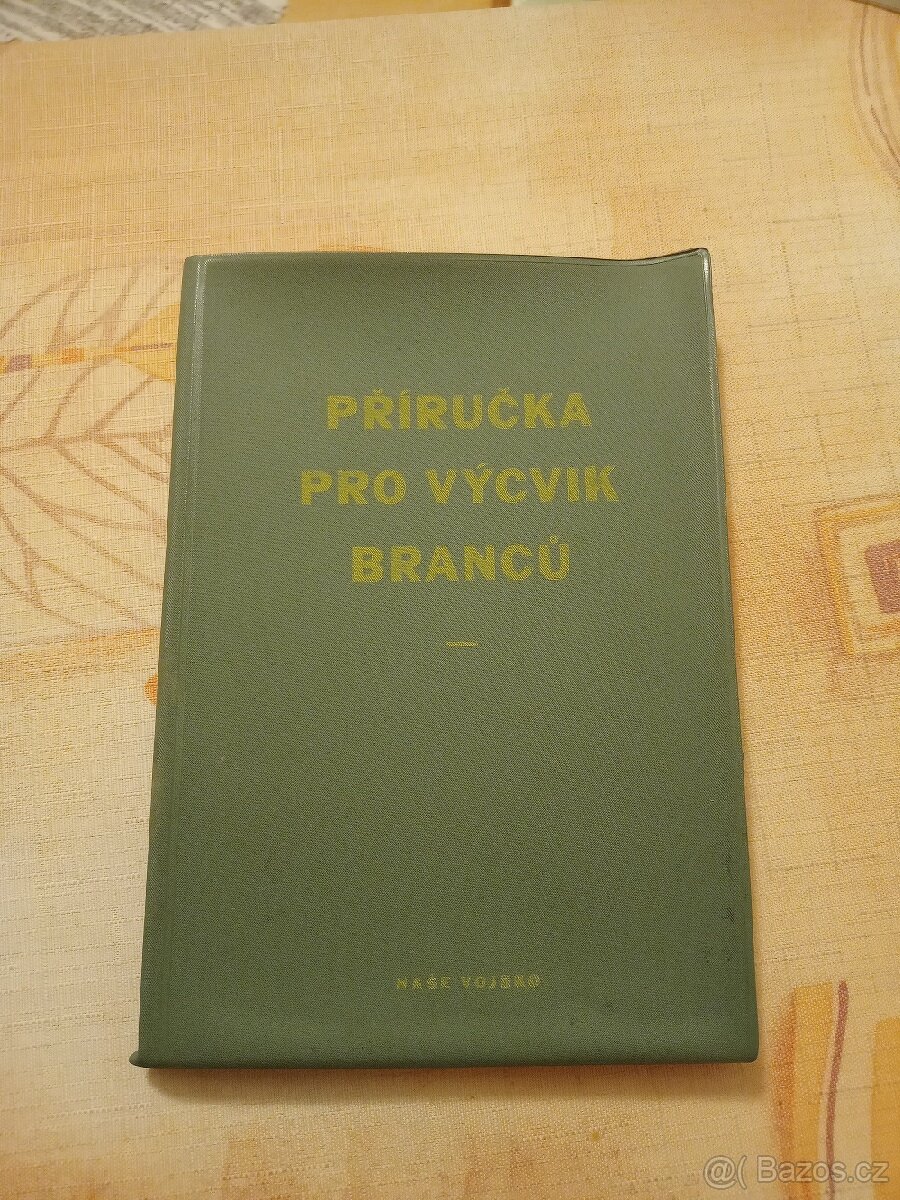 PŘÍRUČKA
PRO VÝCVIK
BRANCŮ
NAŠE VOJSKO
@( Bazos.cz